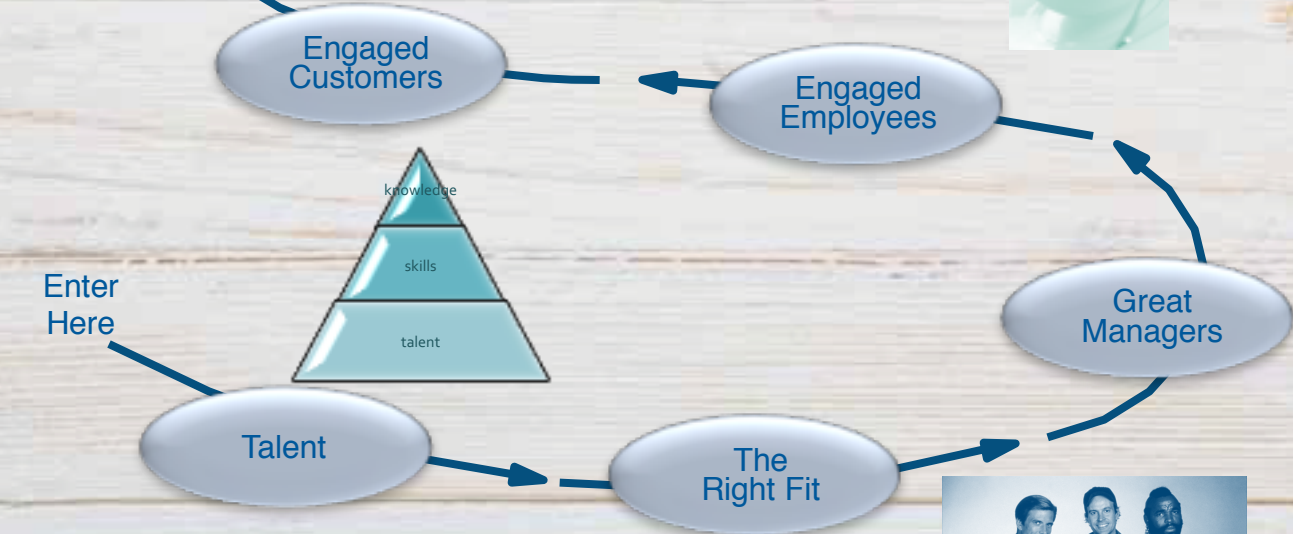 Engaged
Customers
Engaged
Employees
knowledge
skills
talent
Enter
Here
Great
Managers
Talent
The
Right Fit